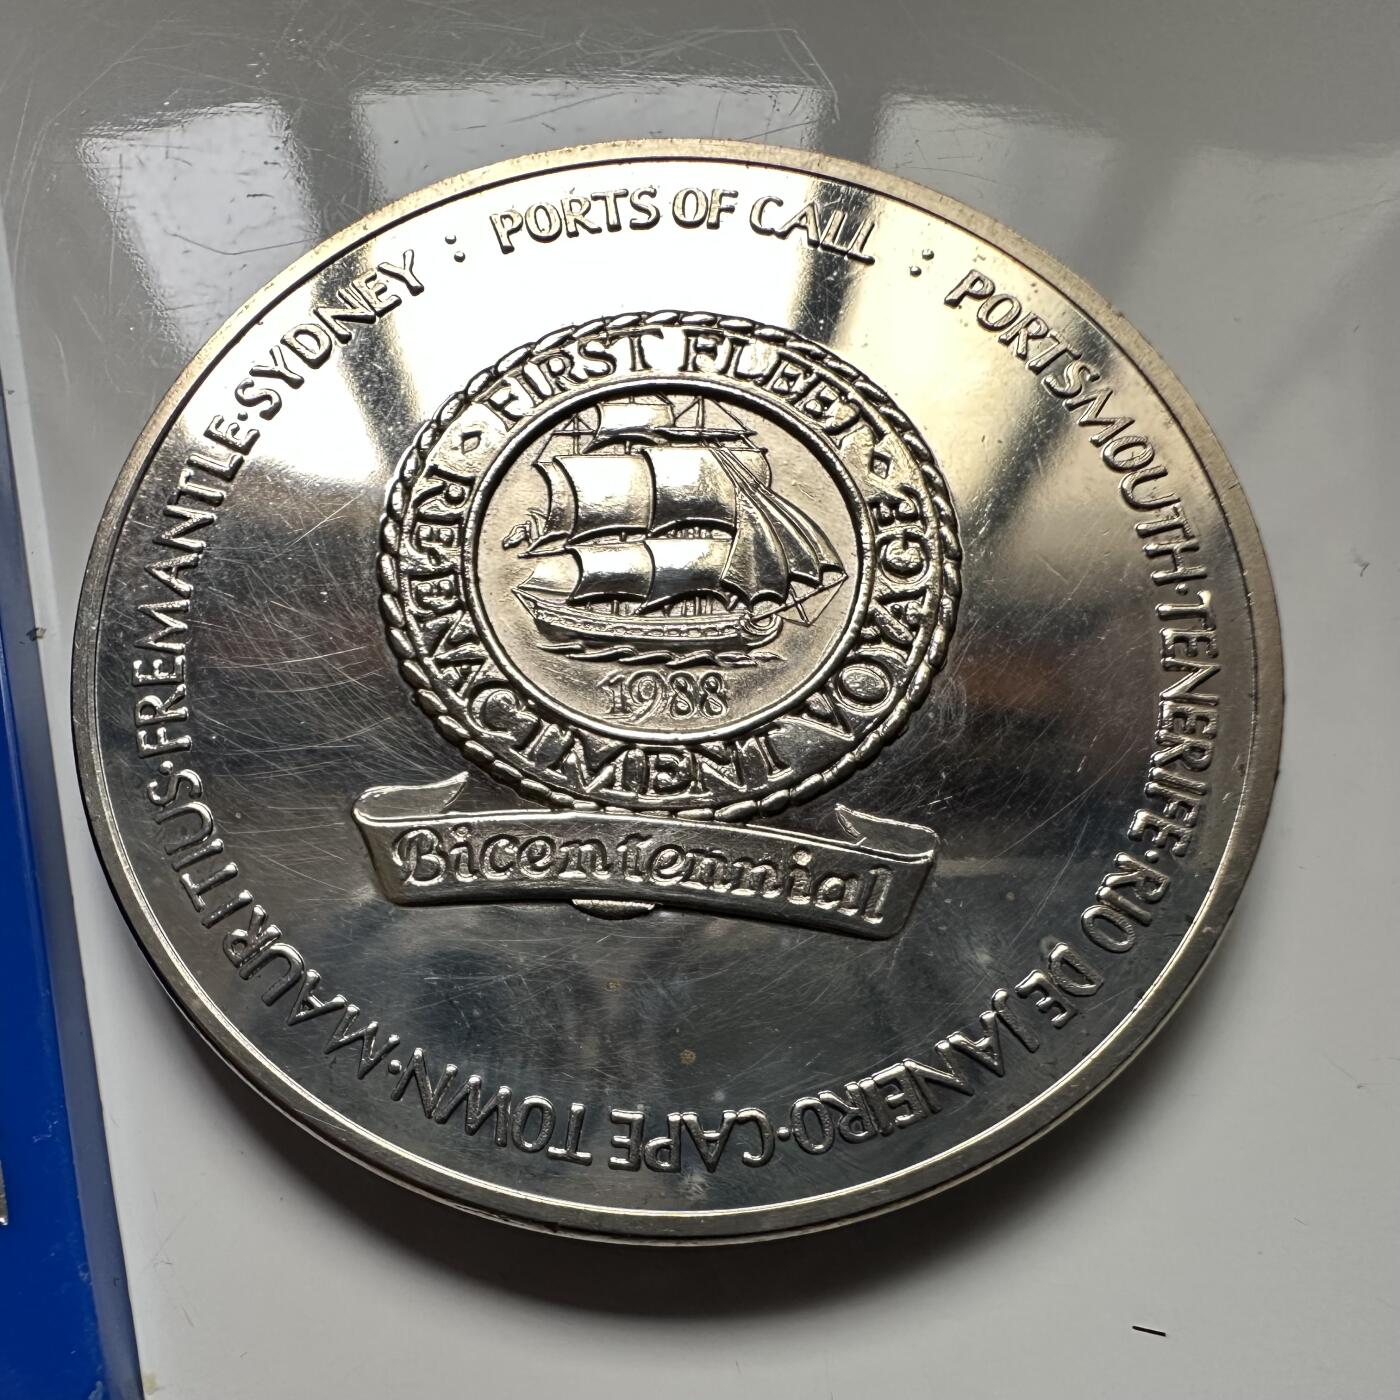 : PORTS OF CALL : PORTSMOUTH·TENERIFE·RIO DE JANEIRO·CAPE TOWN·MAURITIUS·FREMANTLE·SYDNEY
· FIRST FLEET · RE-ENACTMENT VOYAGE
1988
Bicentennial